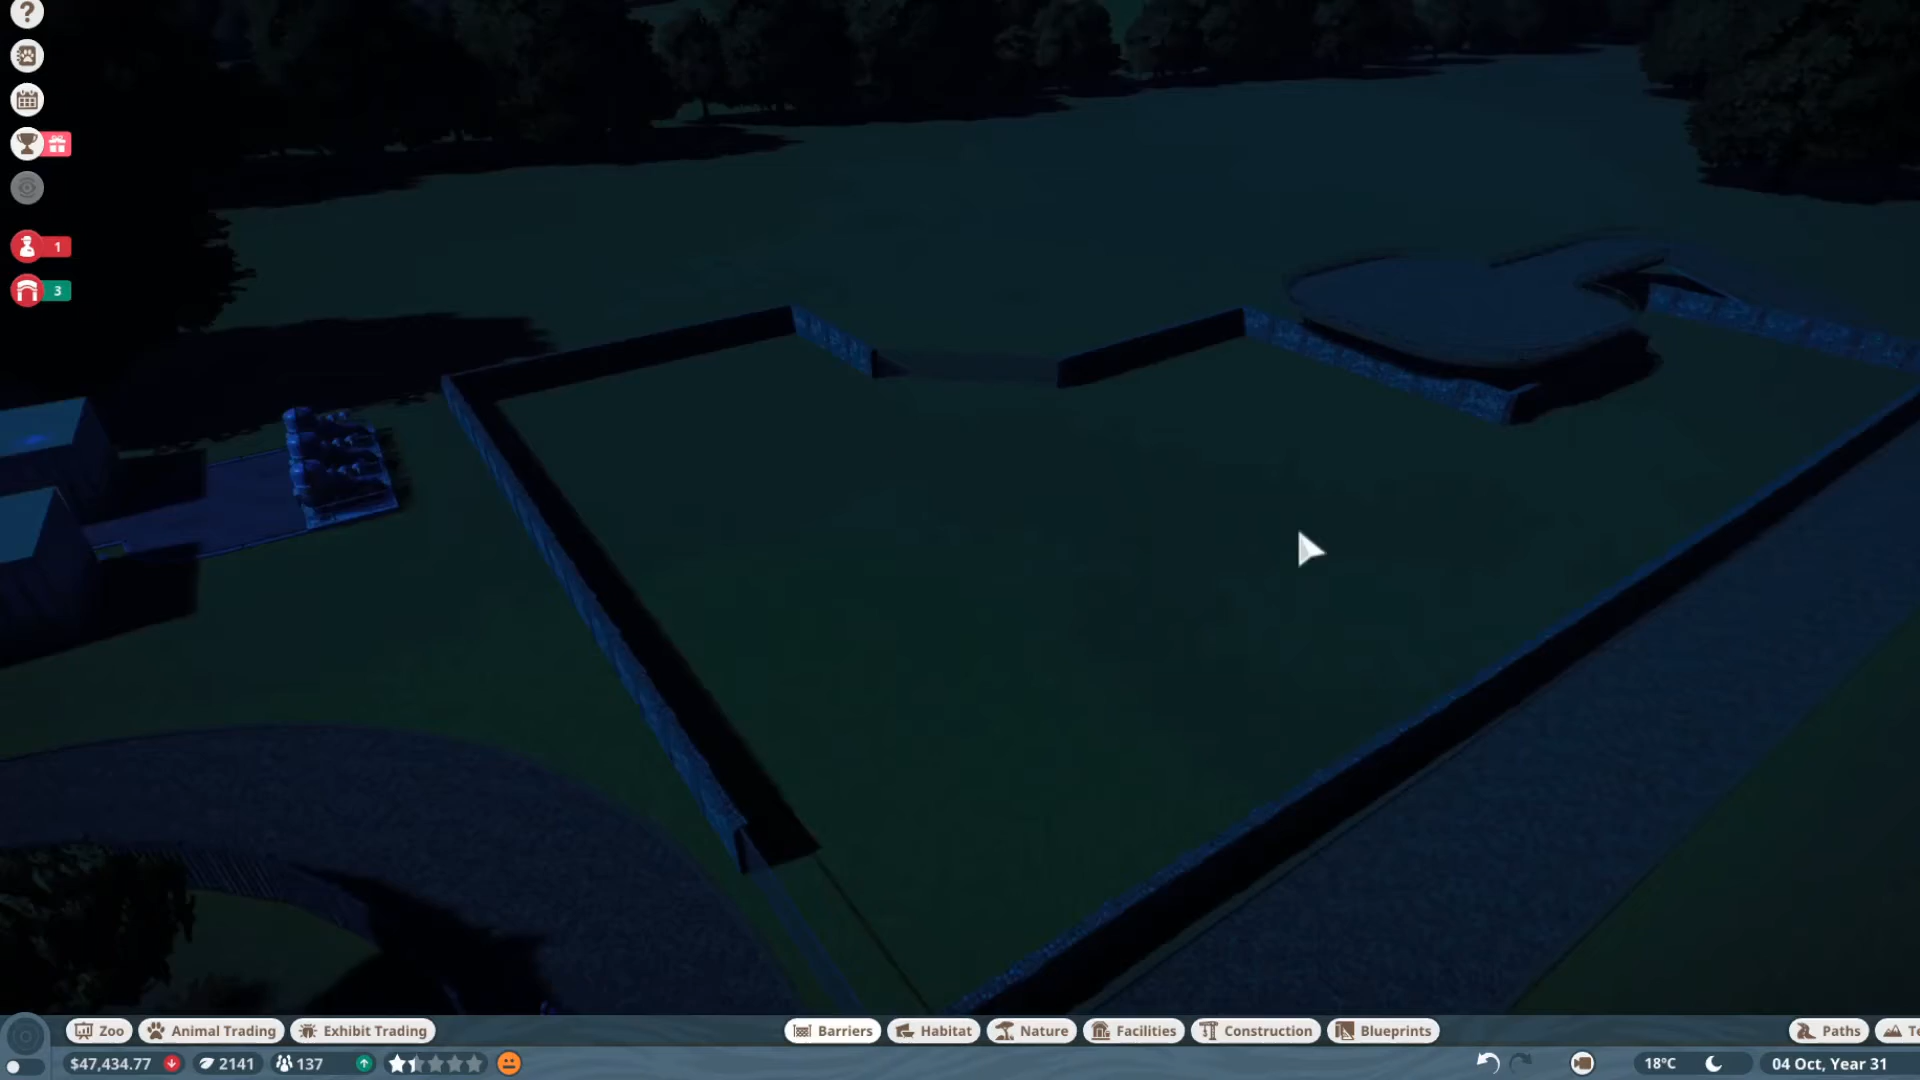 ?
1
3
Zoo Animal Trading Exhibit Trading Barriers Habitat Nature Facilities Construction Blueprints Paths
$47,434.77 2141 137 18°C 04 Oct, Year 31